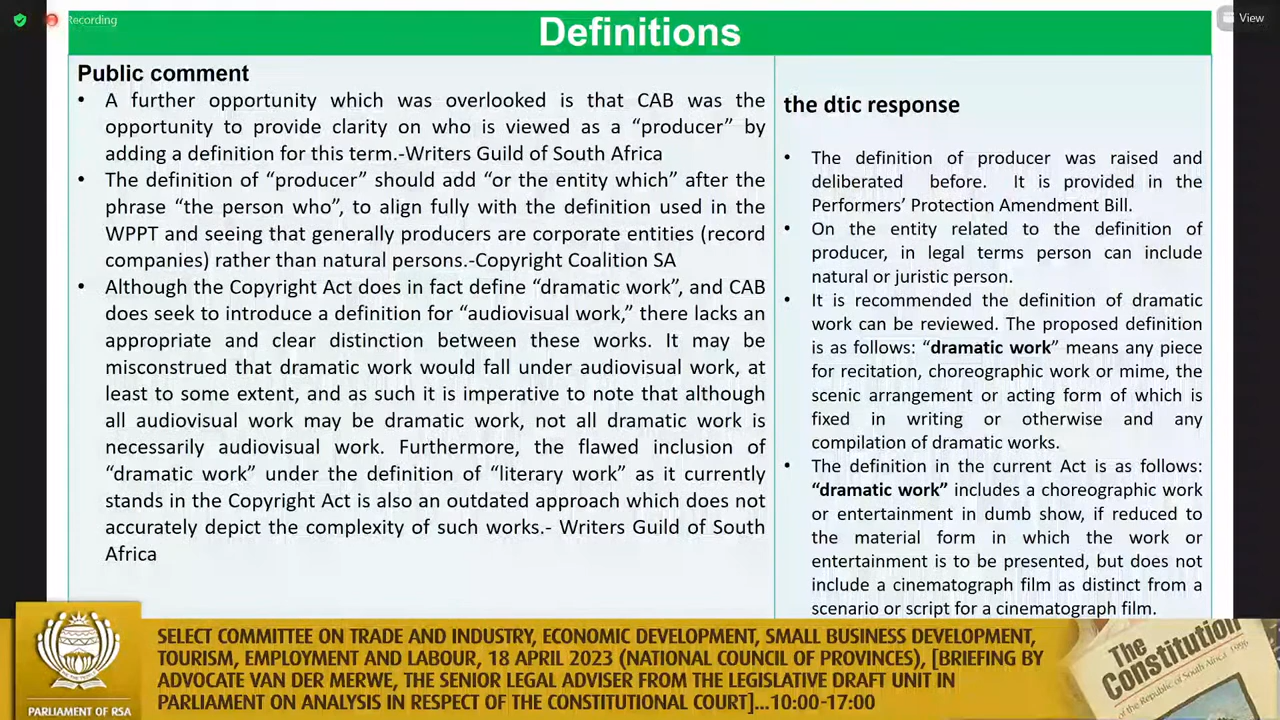 Recording
View
Definitions
Public comment
• A further opportunity which was overlooked is that CAB was the
opportunity to provide clarity on who is viewed as a “producer” by
adding a definition for this term.-Writers Guild of South Africa
• The definition of “producer” should add “or the entity which” after the
phrase “the person who”, to align fully with the definition used in the
WPPT and seeing that generally producers are corporate entities (record
companies) rather than natural persons.-Copyright Coalition SA
• Although the Copyright Act does in fact define “dramatic work”, and CAB
does seek to introduce a definition for “audiovisual work,” there lacks an
appropriate and clear distinction between these works. It may be
misconstrued that dramatic work would fall under audiovisual work, at
least to some extent, and as such it is imperative to note that although
all audiovisual work may be dramatic work, not all dramatic work is
necessarily audiovisual work. Furthermore, the flawed inclusion of
“dramatic work” under the definition of “literary work” as it currently
stands in the Copyright Act is also an outdated approach which does not
accurately depict the complexity of such works.- Writers Guild of South
Africa
the dtic response
• The definition of producer was raised and
deliberated before. It is provided in the
Performers’ Protection Amendment Bill.
• On the entity related to the definition of
producer, in legal terms person can include
natural or juristic person.
• It is recommended the definition of dramatic
work can be reviewed. The proposed definition
is as follows: “dramatic work” means any piece
for recitation, choreographic work or mime, the
scenic arrangement or acting form of which is
fixed in writing or otherwise and any
compilation of dramatic works.
• The definition in the current Act is as follows:
“dramatic work” includes a choreographic work
or entertainment in dumb show, if reduced to
the material form in which the work or
entertainment is to be presented, but does not
include a cinematograph film as distinct from a
scenario or script for a cinematograph film.
PARLIAMENT OF RSA
SELECT COMMITTEE ON TRADE AND INDUSTRY, ECONOMIC DEVELOPMENT, SMALL BUSINESS DEVELOPMENT,
TOURISM, EMPLOYMENT AND LABOUR, 18 APRIL 2023 (NATIONAL COUNCIL OF PROVINCES), [BRIEFING BY
ADVOCATE VAN DER MERWE, THE SENIOR LEGAL ADVISER FROM THE LEGISLATIVE DRAFT UNIT IN
PARLIAMENT ON ANALYSIS IN RESPECT OF THE CONSTITUTIONAL COURT]...10:00-17:00
The
Constitution
of the Republic of South Africa, 1996